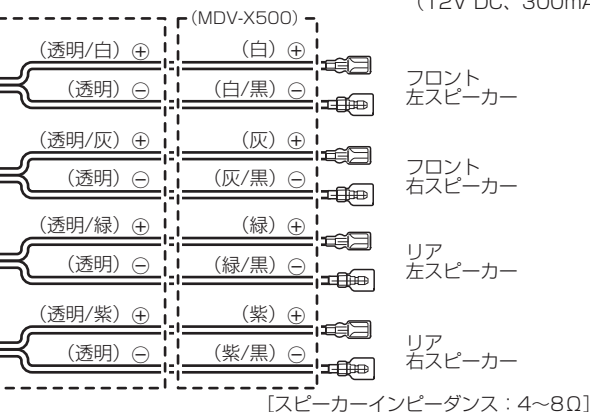 （12V DC、300mA
（MDV-X500）
（透明/白）⊕ （白）⊕
（透明）⊖ （白/黒）⊖
フロント
左スピーカー
（透明/灰）⊕ （灰）⊕
（透明）⊖ （灰/黒）⊖
フロント
右スピーカー
（透明/緑）⊕ （緑）⊕
（透明）⊖ （緑/黒）⊖
リア
左スピーカー
（透明/紫）⊕ （紫）⊕
（透明）⊖ （紫/黒）⊖
リア
右スピーカー
[スピーカーインピーダンス：4〜8Ω]